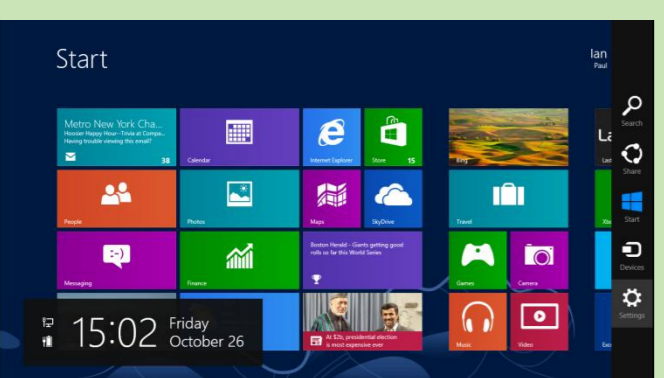 Start
Ian
Paul
Metro New York Cha...
Hoosier Happy Hour--Trivia at Compa...
Having trouble viewing this email?
38
Calendar
Internet Explorer
Store
15
Bing
People
Photos
Maps
SkyDrive
Travel
Messaging
Finance
Boston Herald - Giants getting good
rolls so far this World Series
Games
Camera
At $2b, presidential election
is most expensive ever
Music
Video
15:02
Friday
October 26
Search
Share
Start
Devices
Settings